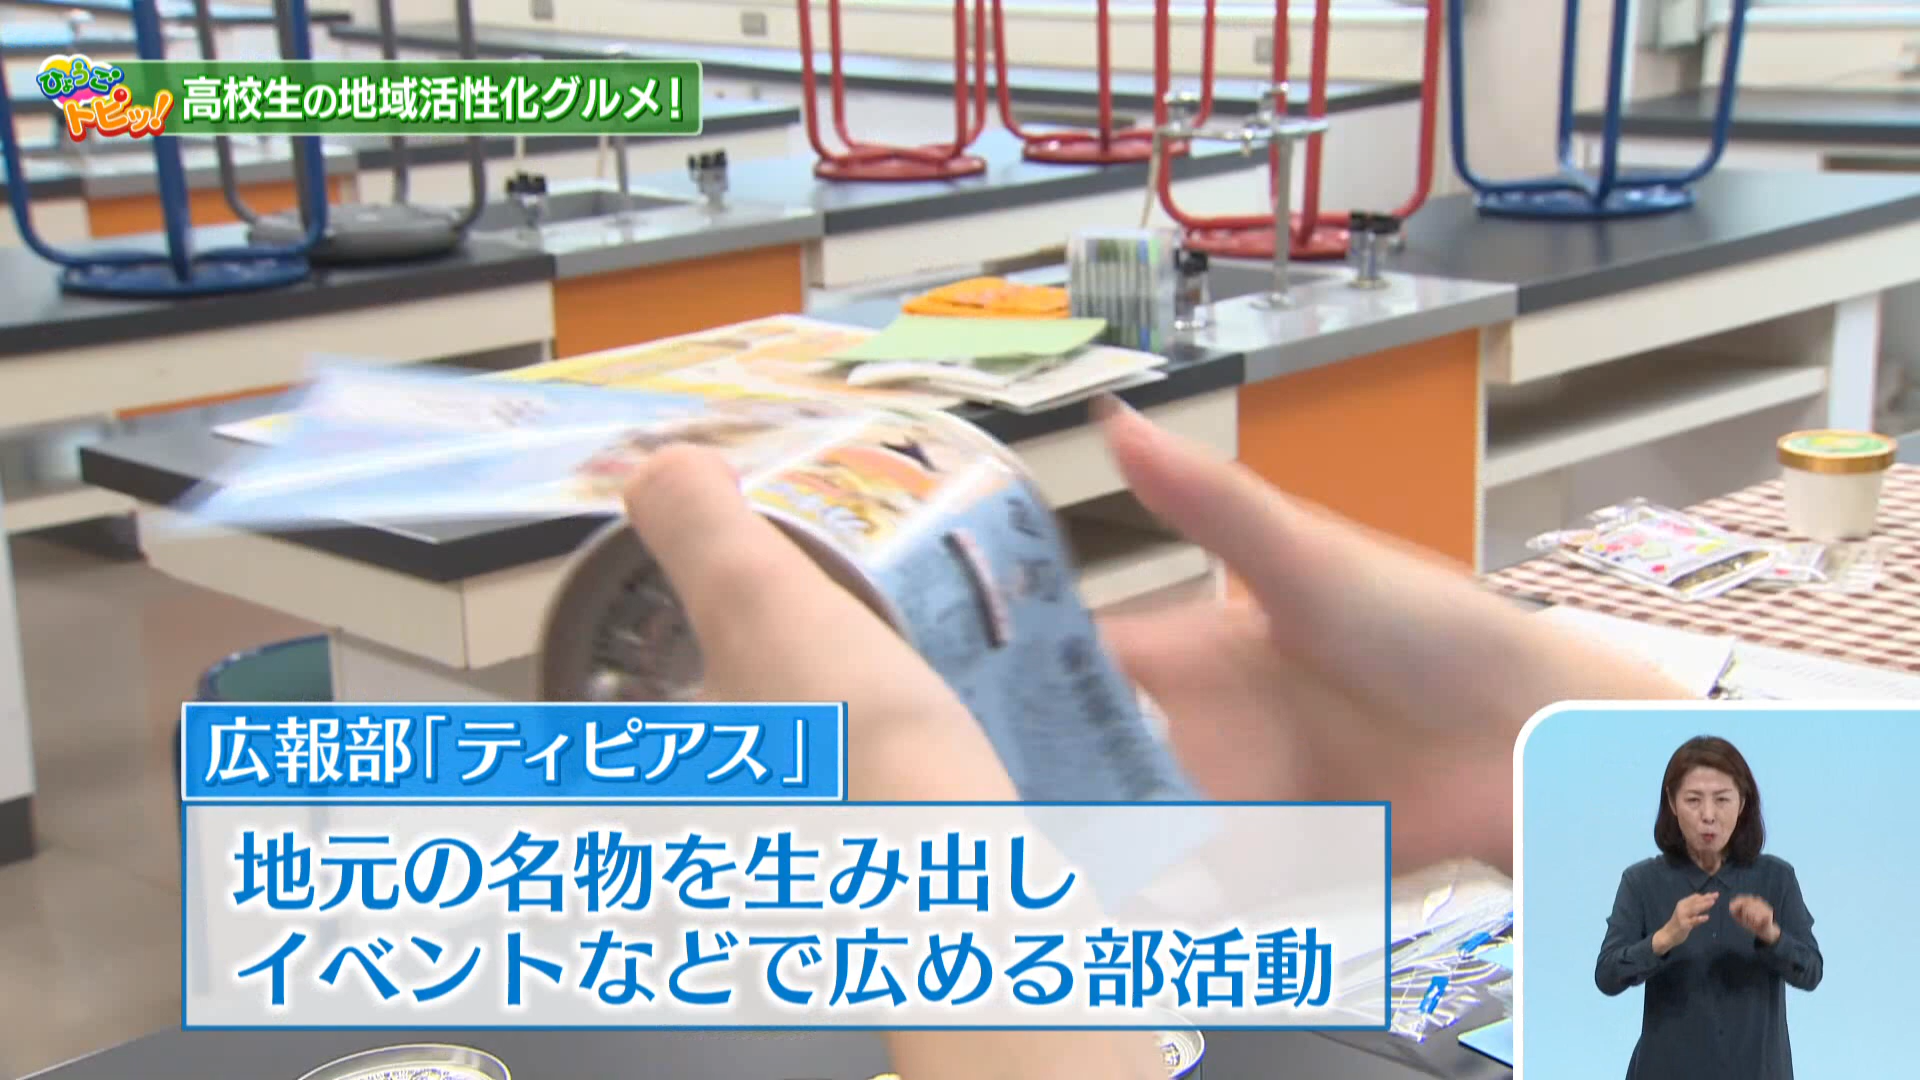 ひょうご
トピッ!
高校生の地域活性化グルメ!
広報部「ティピアス」
地元の名物を生み出し
イベントなどで広める部活動